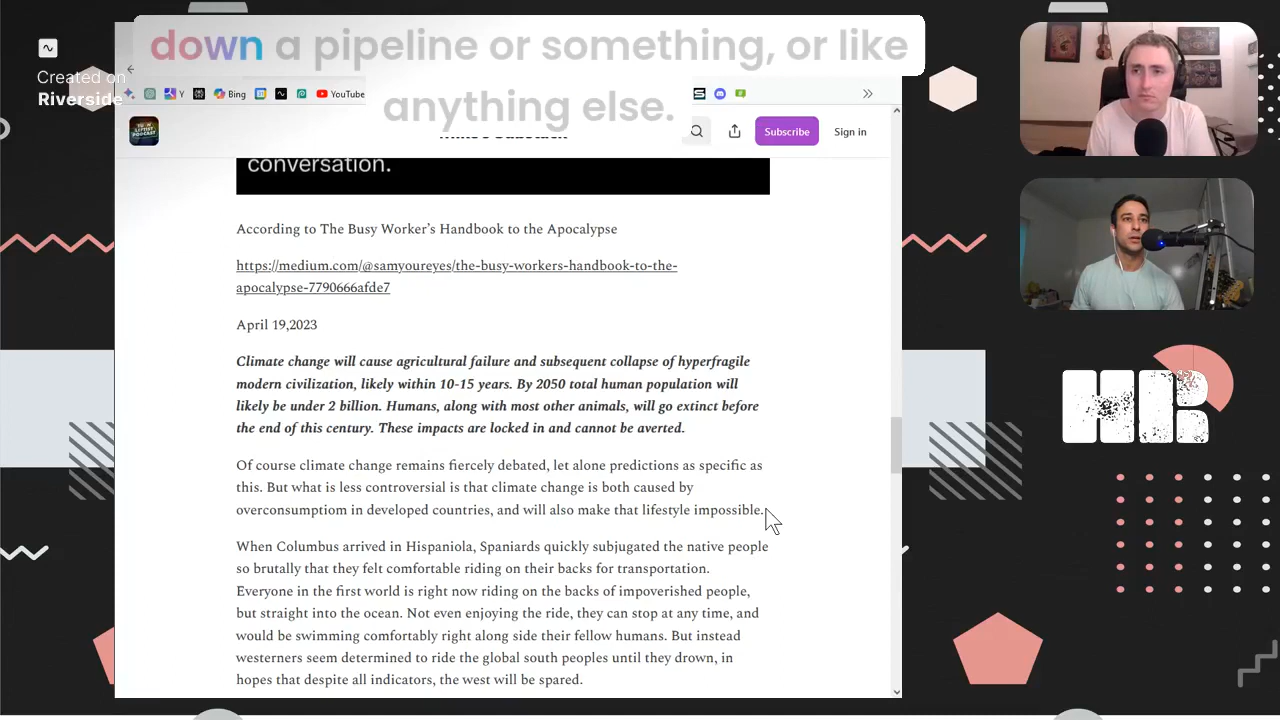 down a pipeline or something, or like
anything else.
Created on
Riverside
Y
Bing
YouTube
Subscribe
Sign in
conversation.
According to The Busy Worker’s Handbook to the Apocalypse
https://medium.com/@samyoureyes/the-busy-workers-handbook-to-the-
apocalypse-7790666afde7
April 19,2023
Climate change will cause agricultural failure and subsequent collapse of hyperfragile
modern civilization, likely within 10-15 years. By 2050 total human population will
likely be under 2 billion. Humans, along with most other animals, will go extinct before
the end of this century. These impacts are locked in and cannot be averted.
Of course climate change remains fiercely debated, let alone predictions as specific as
this. But what is less controversial is that climate change is both caused by
overconsumptiom in developed countries, and will also make that lifestyle impossible.
When Columbus arrived in Hispaniola, Spaniards quickly subjugated the native people
so brutally that they felt comfortable riding on their backs for transportation.
Everyone in the first world is right now riding on the backs of impoverished people,
but straight into the ocean. Not even enjoying the ride, they can stop at any time, and
would be swimming comfortably right along side their fellow humans. But instead
westerners seem determined to ride the global south peoples until they drown, in
hopes that despite all indicators, the west will be spared.
HR